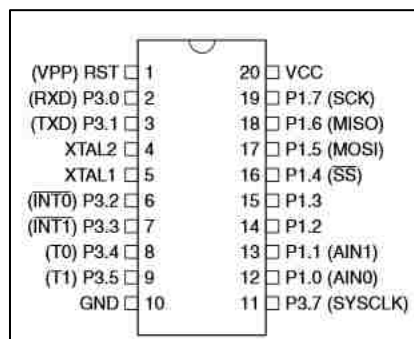 (VPP) RST 1 20 VCC
(RXD) P3.0 2 19 P1.7 (SCK)
(TXD) P3.1 3 18 P1.6 (MISO)
XTAL2 4 17 P1.5 (MOSI)
XTAL1 5 16 P1.4 (S̅S̅)
(I̅N̅T̅0̅) P3.2 6 15 P1.3
(I̅N̅T̅1̅) P3.3 7 14 P1.2
(T0) P3.4 8 13 P1.1 (AIN1)
(T1) P3.5 9 12 P1.0 (AIN0)
GND 10 11 P3.7 (SYSCLK)